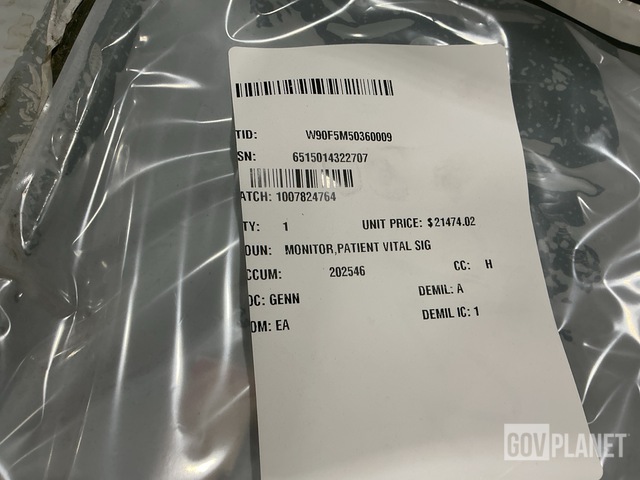 TID: W90F5M50360009
SN: 6515014322707
ATCH: 1007824764
TY: 1 UNIT PRICE: $21474.02
OUN: MONITOR,PATIENT VITAL SIG
CCUM: 202546 CC: H
OC: GENN DEMIL: A
OM: EA DEMIL IC: 1
GOVPLANET